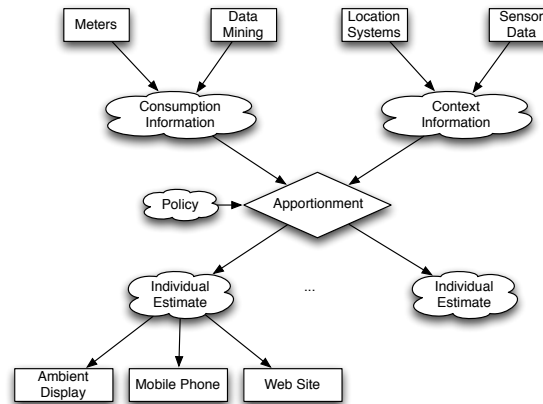 Meters
Data
Mining
Location
Systems
Sensor
Data
Consumption
Information
Context
Information
Policy
Apportionment
Individual
Estimate
...
Individual
Estimate
Ambient
Display
Mobile Phone
Web Site